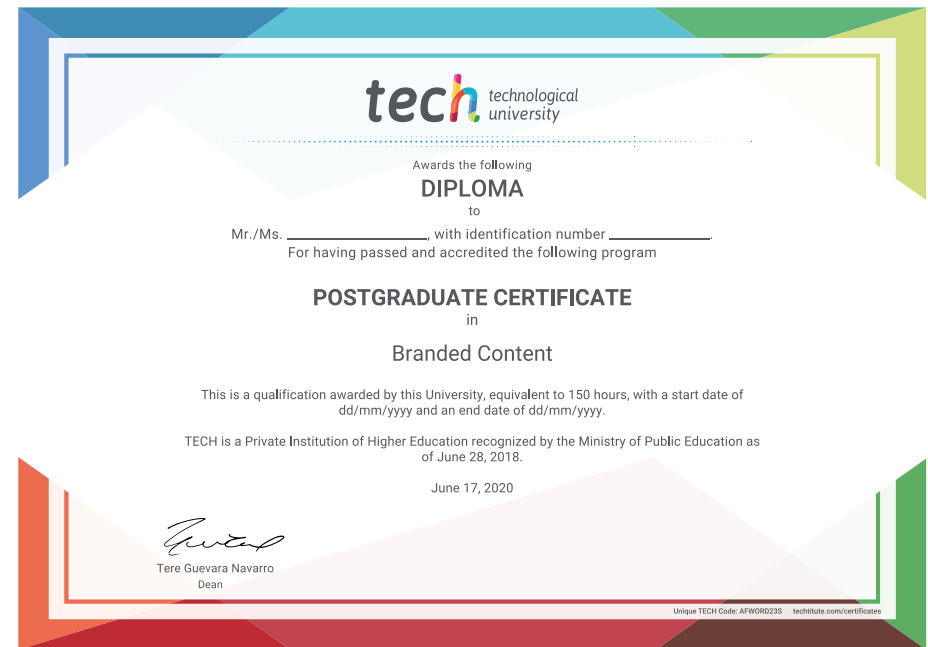 tech technological
university
Awards the following
DIPLOMA
to
Mr./Ms. ____________________, with identification number ______________.
For having passed and accredited the following program
POSTGRADUATE CERTIFICATE
in
Branded Content
This is a qualification awarded by this University, equivalent to 150 hours, with a start date of
dd/mm/yyyy and an end date of dd/mm/yyyy.
TECH is a Private Institution of Higher Education recognized by the Ministry of Public Education as
of June 28, 2018.
June 17, 2020
Tere Guevara Navarro
Dean
Unique TECH Code: AFWORD23S techtitute.com/certificates